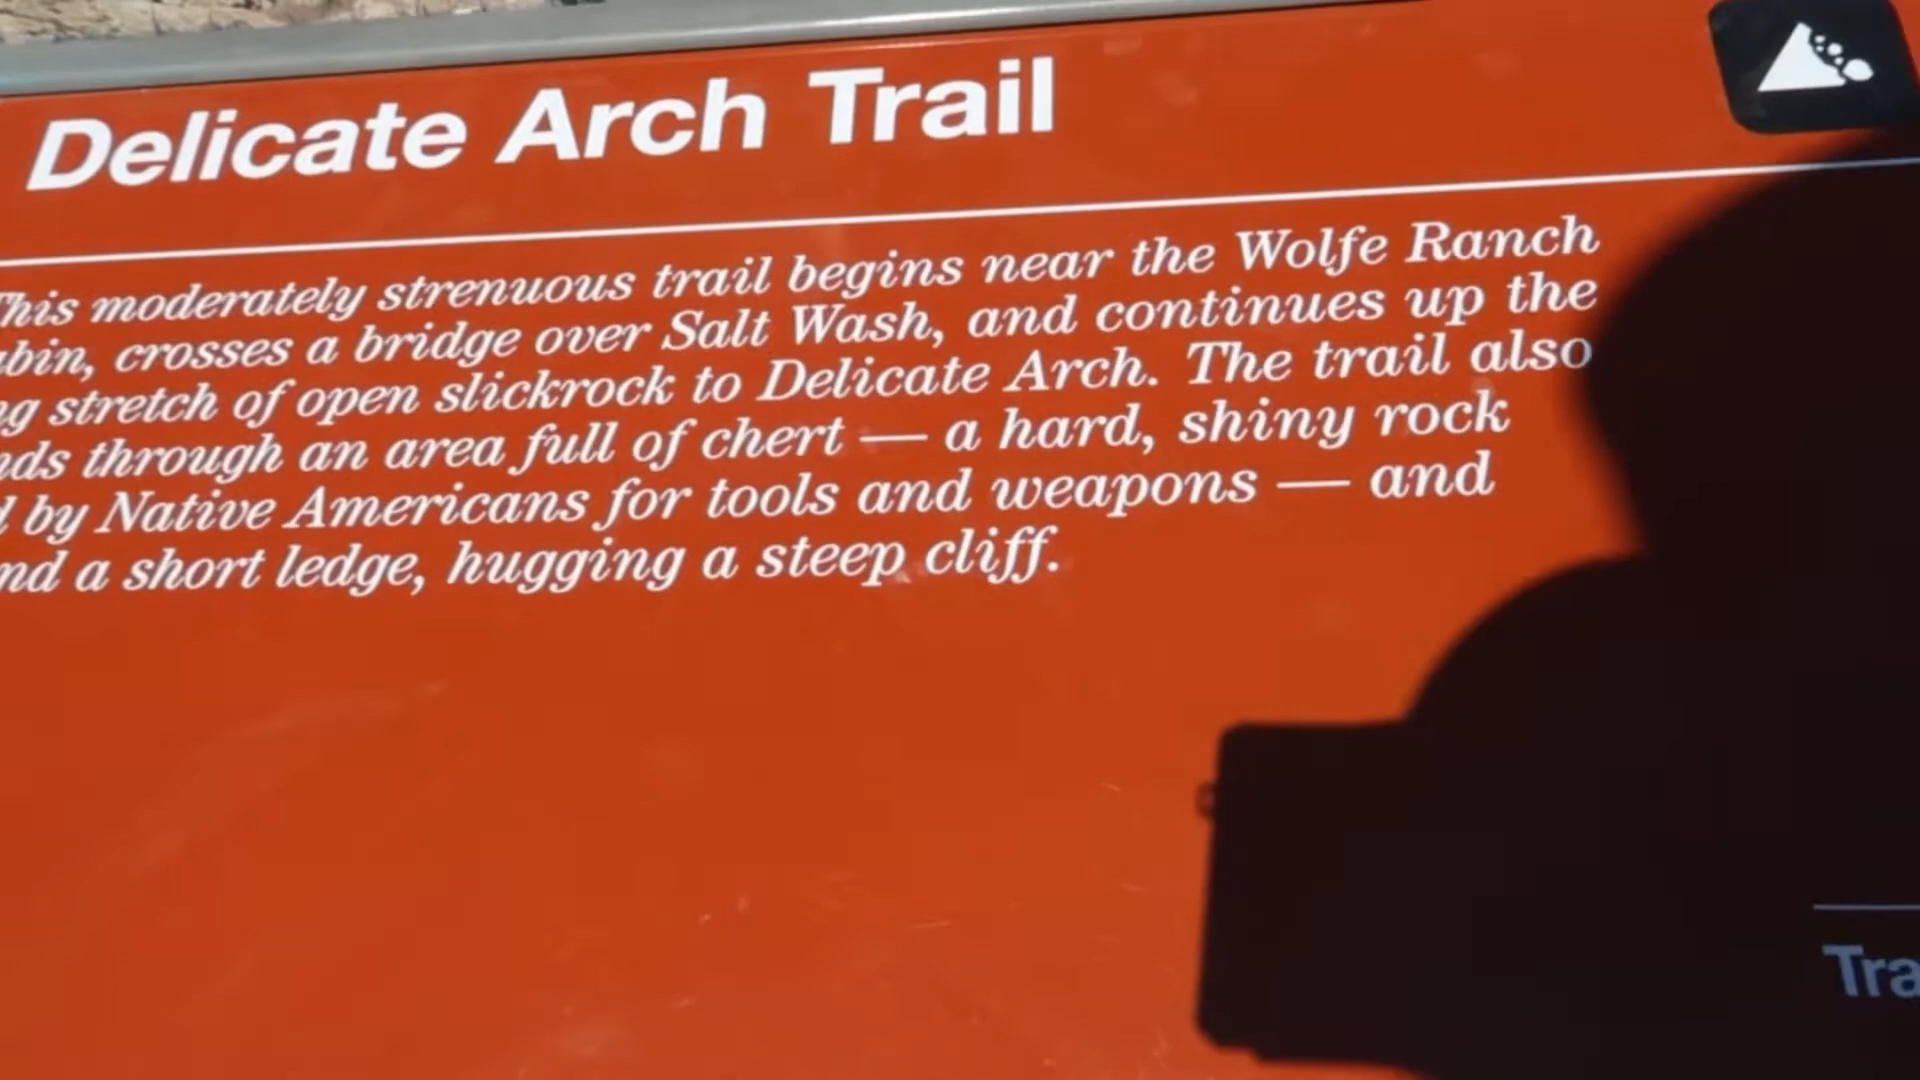 Delicate Arch Trail
This moderately strenuous trail begins near the Wolfe Ranch
crosses a bridge over Salt Wash, and continues up the
stretch of open slickrock to Delicate Arch. The trail also
through an area full of chert — a hard, shiny rock
by Native Americans for tools and weapons — and
a short ledge, hugging a steep cliff.